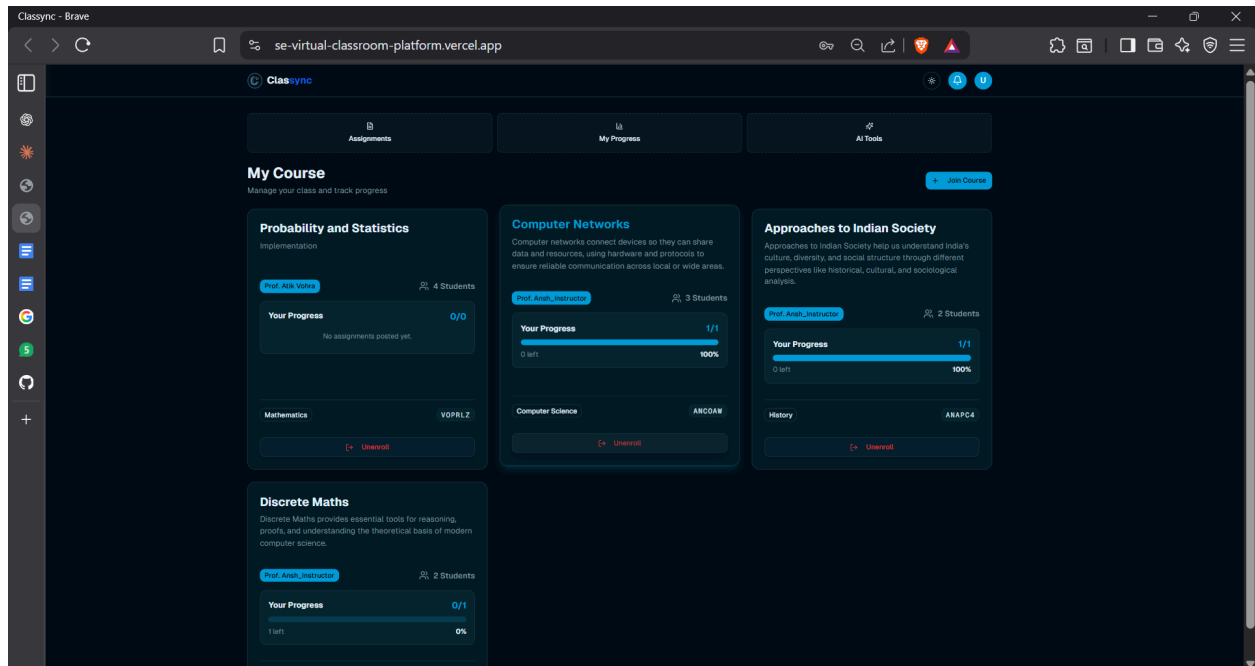 Classync - Brave
se-virtual-classroom-platform.vercel.app
Classync
U
Assignments
My Progress
AI Tools
My Course
Manage your class and track progress
+ Join Course
Probability and Statistics
Implementation
Prof. Atik Vohra
4 Students
Your Progress
0/0
No assignments posted yet.
Mathematics
VOPRLZ
Unenroll
Computer Networks
Computer networks connect devices so they can share
data and resources, using hardware and protocols to
ensure reliable communication across local or wide areas.
Prof. Ansh_Instructor
3 Students
Your Progress
1/1
0 left
100%
Computer Science
ANCOAW
Unenroll
Approaches to Indian Society
Approaches to Indian Society help us understand India's
culture, diversity, and social structure through different
perspectives like historical, cultural, and sociological
analysis.
Prof. Ansh_Instructor
2 Students
Your Progress
1/1
0 left
100%
History
ANAPC4
Unenroll
Discrete Maths
Discrete Maths provides essential tools for reasoning,
proofs, and understanding the theoretical basis of modern
computer science.
Prof. Ansh_Instructor
2 Students
Your Progress
0/1
1 left
0%
5